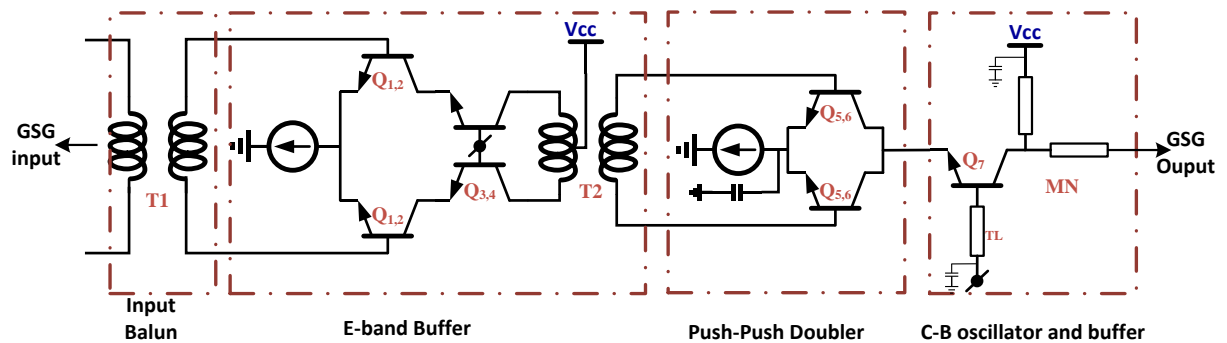 GSG
input
T1
Input
Balun
Q1,2
Q1,2
Q3,4
Vcc
T2
E-band Buffer
Q5,6
Q5,6
Push-Push Doubler
Vcc
Q7
TL
MN
GSG
Ouput
C-B oscillator and buffer